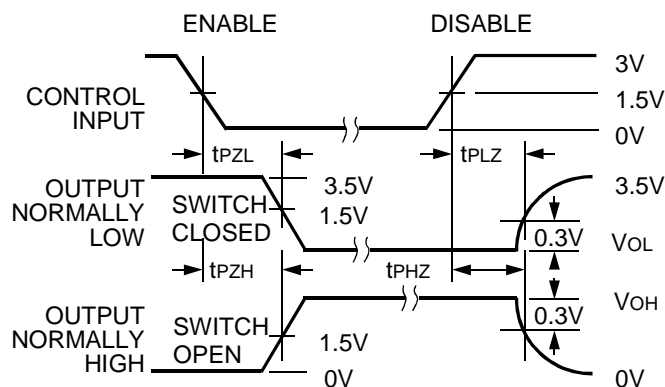 ENABLE DISABLE
3V
CONTROL INPUT
1.5V
0V
tPZL tPLZ
OUTPUT NORMALLY LOW
SWITCH CLOSED
3.5V
1.5V
3.5V
0.3V
VOL
tPZH tPHZ
OUTPUT NORMALLY HIGH
SWITCH OPEN
1.5V
0V
VOH
0.3V
0V